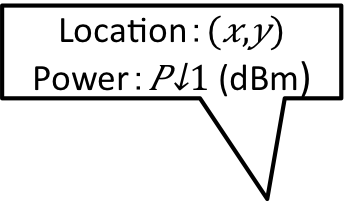 Location: (x,y)
Power: P↓1 (dBm)